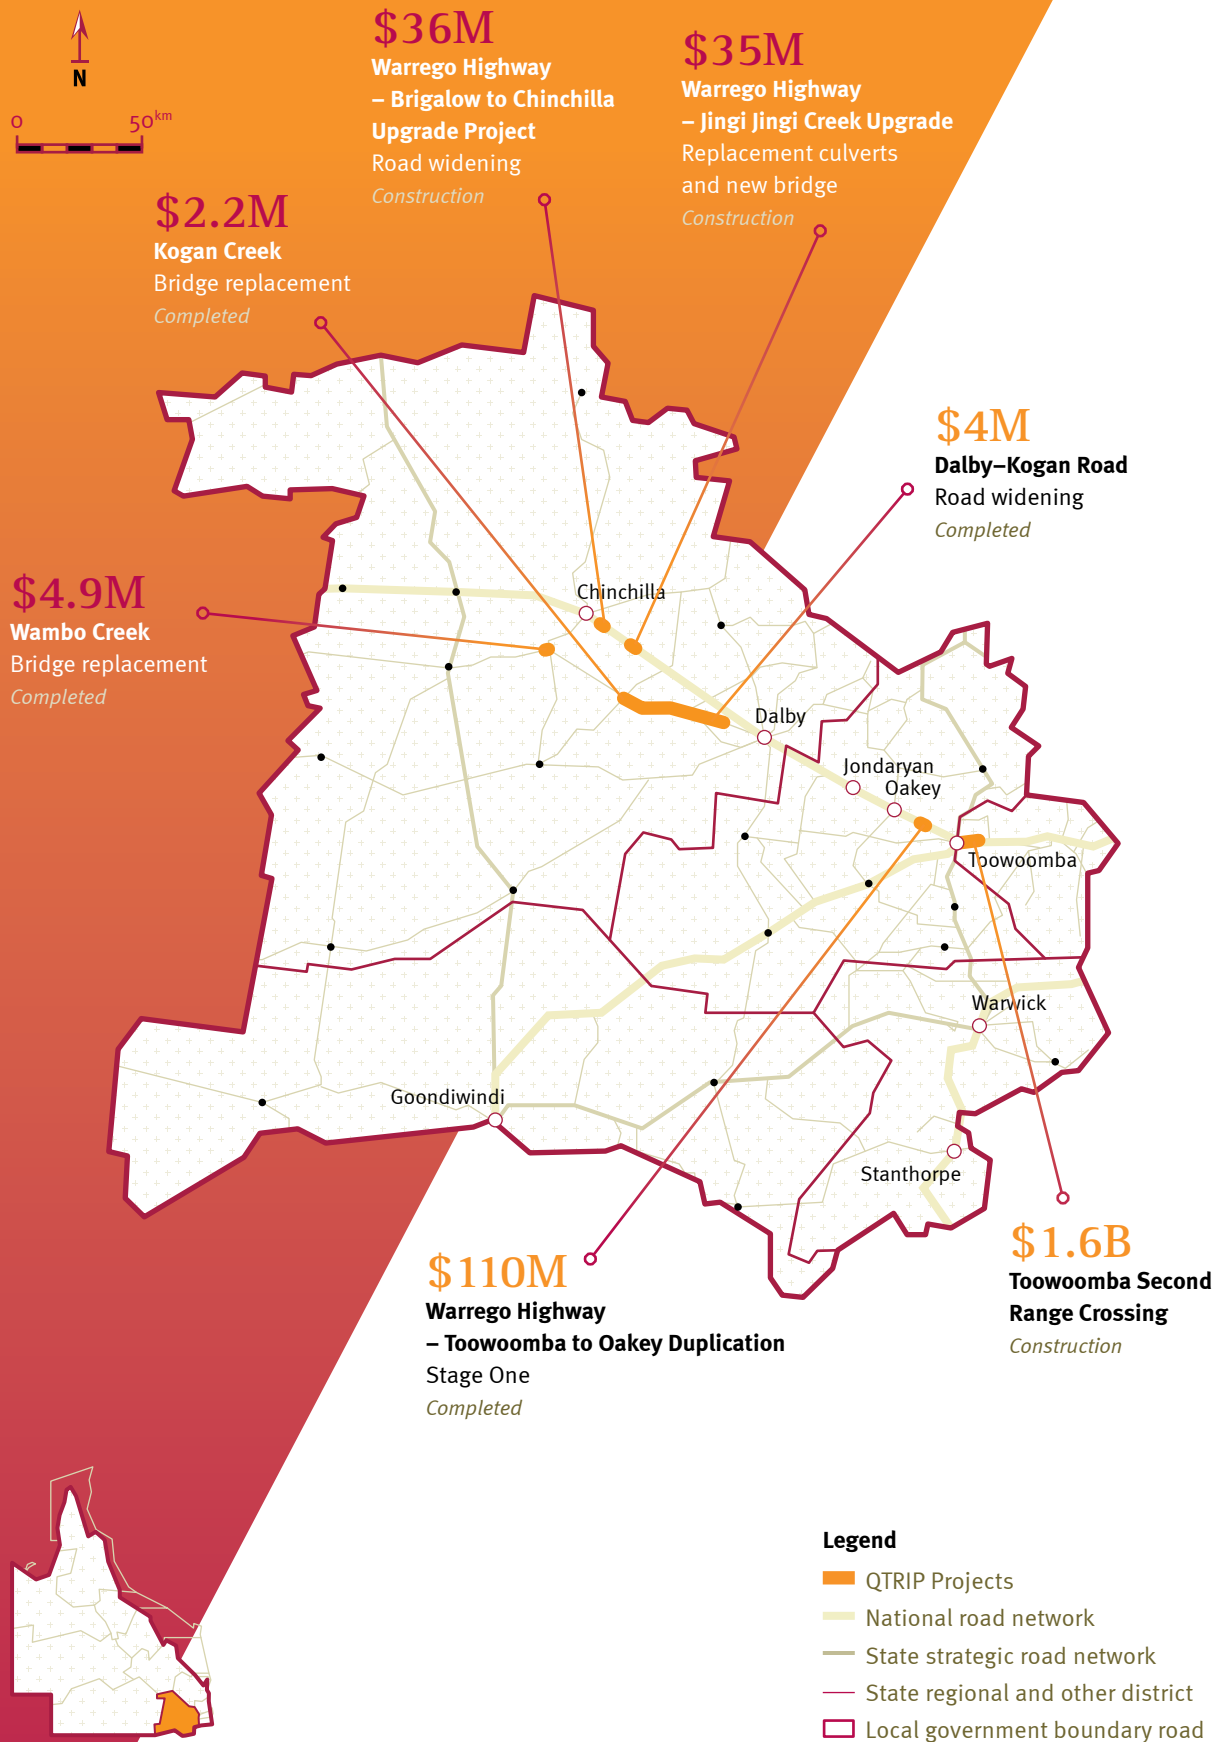 N
0 50km
$36M
Warrego Highway
– Brigalow to Chinchilla
Upgrade Project
Road widening
Construction
$35M
Warrego Highway
– Jingi Jingi Creek Upgrade
Replacement culverts
and new bridge
Construction
$2.2M
Kogan Creek
Bridge replacement
Completed
$4M
Dalby–Kogan Road
Road widening
Completed
$4.9M
Wambo Creek
Bridge replacement
Completed
Chinchilla
Dalby
Jondaryan
Oakey
Toowoomba
Warwick
Goondiwindi
Stanthorpe
$110M
Warrego Highway
– Toowoomba to Oakey Duplication
Stage One
Completed
$1.6B
Toowoomba Second
Range Crossing
Construction
Legend
QTRIP Projects
National road network
State strategic road network
State regional and other district
Local government boundary road